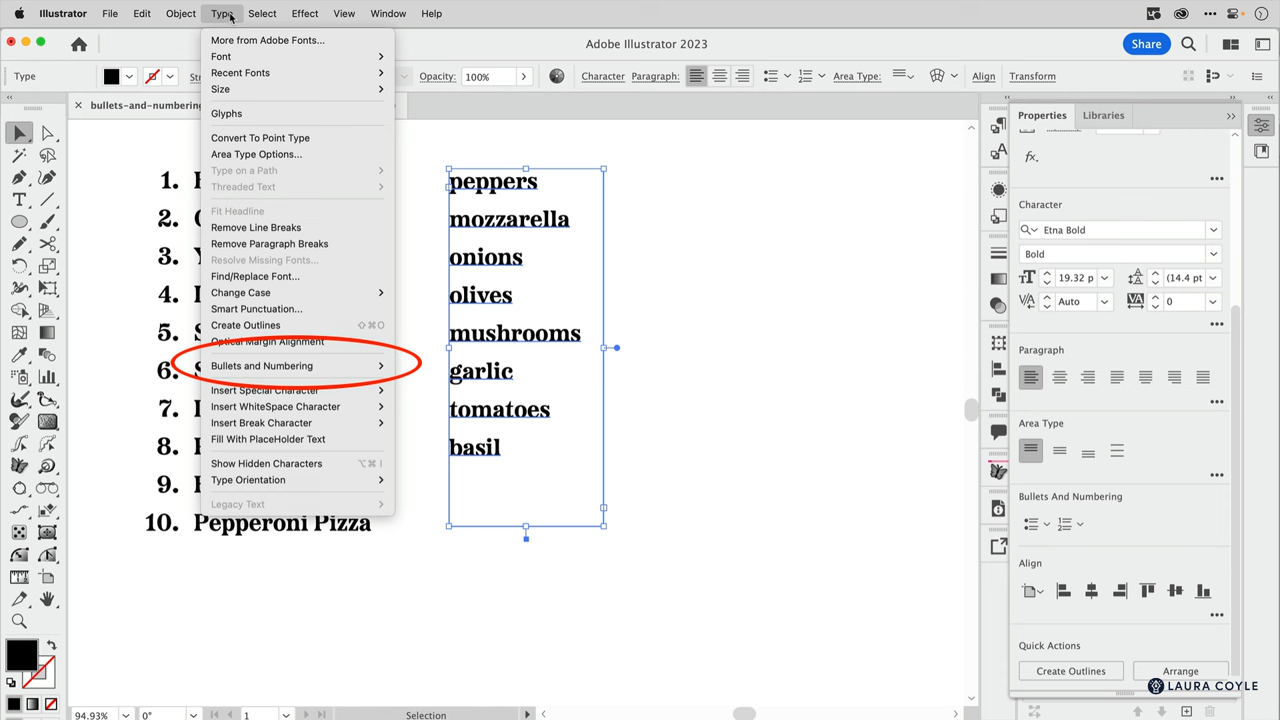 Illustrator File Edit Object Type Select Effect View Window Help
Adobe Illustrator 2023
Share
Type
Opacity: 100% Character Paragraph: Area Type: Align Transform
bullets-and-numbering
More from Adobe Fonts...
Font
Recent Fonts
Size
Glyphs
Convert To Point Type
Area Type Options...
Type on a Path
Threaded Text
Fit Headline
Remove Line Breaks
Remove Paragraph Breaks
Resolve Missing Fonts...
Find/Replace Font...
Change Case
Smart Punctuation...
Create Outlines ⇧⌘O
Optical Margin Alignment
Bullets and Numbering
Insert Special Character
Insert WhiteSpace Character
Insert Break Character
Fill With PlaceHolder Text
Show Hidden Characters ⌥⌘I
Type Orientation
Legacy Text
1.
2.
3.
4.
5.
6.
7.
8.
9.
10. Pepperoni Pizza
peppers
mozzarella
onions
olives
mushrooms
garlic
tomatoes
basil
Properties Libraries
fx.
Character
Etna Bold
Bold
19.32 p (14.4 pt
Auto 0
Paragraph
Area Type
Bullets And Numbering
Align
Quick Actions
Create Outlines Arrange
LAURA COYLE
94.93% 0° 1 Selection